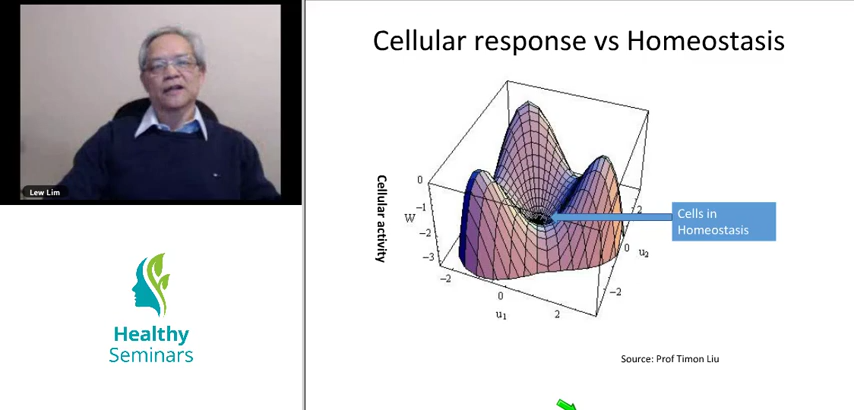 Lew Lim
Healthy
Seminars
Cellular response vs Homeostasis
Cellular activity
W
0
−1
−2
−3
−2
0
2
u1
2
0
−2
u2
Cells in
Homeostasis
Source: Prof Timon Liu